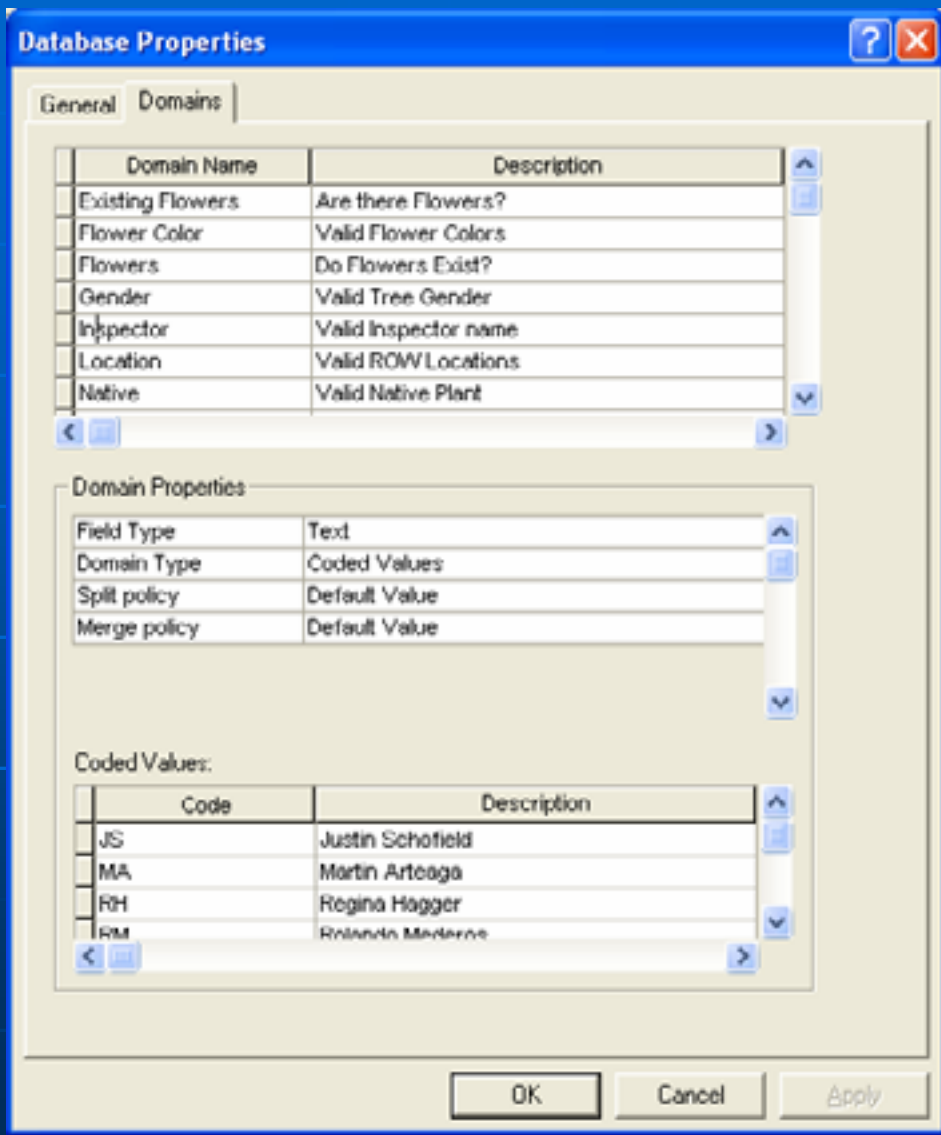 Database Properties
General Domains
Domain Name Description
Existing Flowers Are there Flowers?
Flower Color Valid Flower Colors
Flowers Do Flowers Exist?
Gender Valid Tree Gender
Inspector Valid Inspector name
Location Valid ROW Locations
Native Valid Native Plant
Domain Properties
Field Type Text
Domain Type Coded Values
Split policy Default Value
Merge policy Default Value
Coded Values:
Code Description
JS Justin Schofield
MA Martin Arteaga
RH Regina Hagger
RM Rolando Mederos
OK Cancel Apply